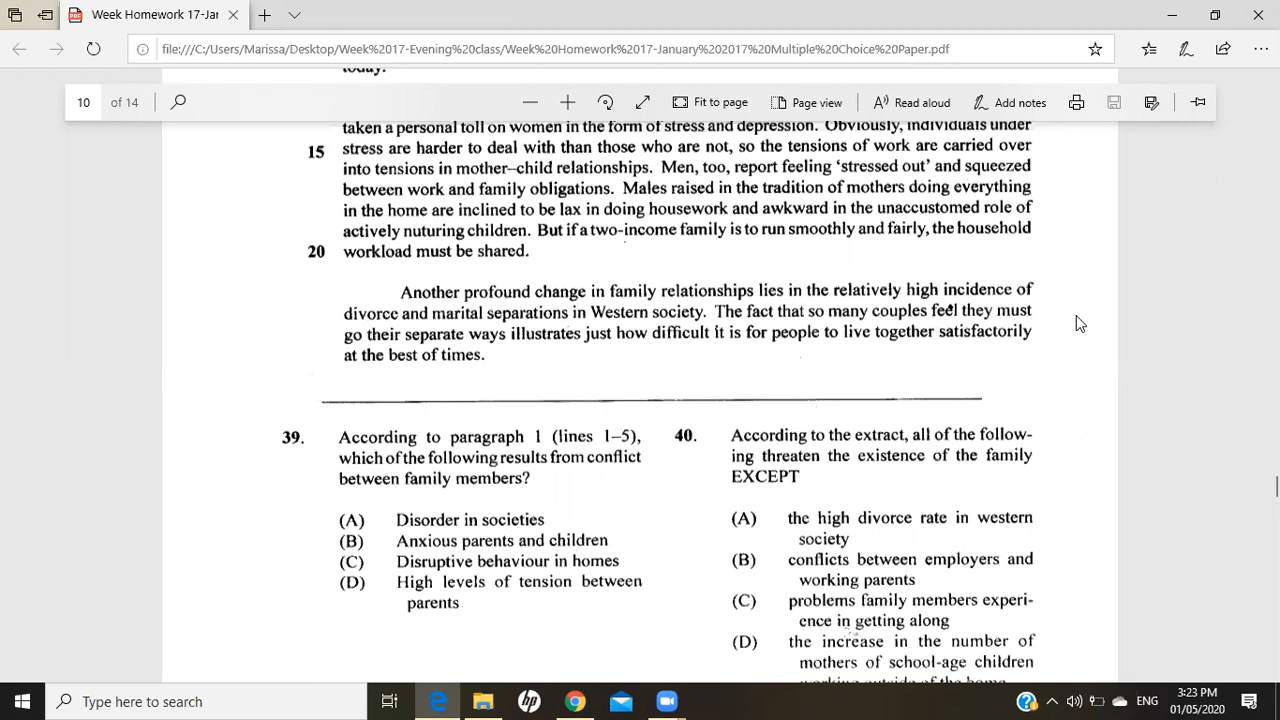 Week Homework 17-Jar
file:///C:/Users/Marissa/Desktop/Week%2017-Evening%20class/Week%20Homework%2017-January%202017%20Multiple%20Choice%20Paper.pdf
today.
10 of 14
Fit to page
Page view
Read aloud
Add notes
taken a personal toll on women in the form of stress and depression. Obviously, individuals under
15 stress are harder to deal with than those who are not, so the tensions of work are carried over
into tensions in mother–child relationships. Men, too, report feeling ‘stressed out’ and squeezed
between work and family obligations. Males raised in the tradition of mothers doing everything
in the home are inclined to be lax in doing housework and awkward in the unaccustomed role of
actively nuturing children. But if a two-income family is to run smoothly and fairly, the household
20 workload must be shared.
Another profound change in family relationships lies in the relatively high incidence of
divorce and marital separations in Western society. The fact that so many couples feel they must
go their separate ways illustrates just how difficult it is for people to live together satisfactorily
at the best of times.
39. According to paragraph 1 (lines 1–5),
which of the following results from conflict
between family members?
(A) Disorder in societies
(B) Anxious parents and children
(C) Disruptive behaviour in homes
(D) High levels of tension between
parents
40. According to the extract, all of the follow-
ing threaten the existence of the family
EXCEPT
(A) the high divorce rate in western
society
(B) conflicts between employers and
working parents
(C) problems family members experi-
ence in getting along
(D) the increase in the number of
mothers of school-age children
working outside of the home
Type here to search
ENG
3:23 PM
01/05/2020